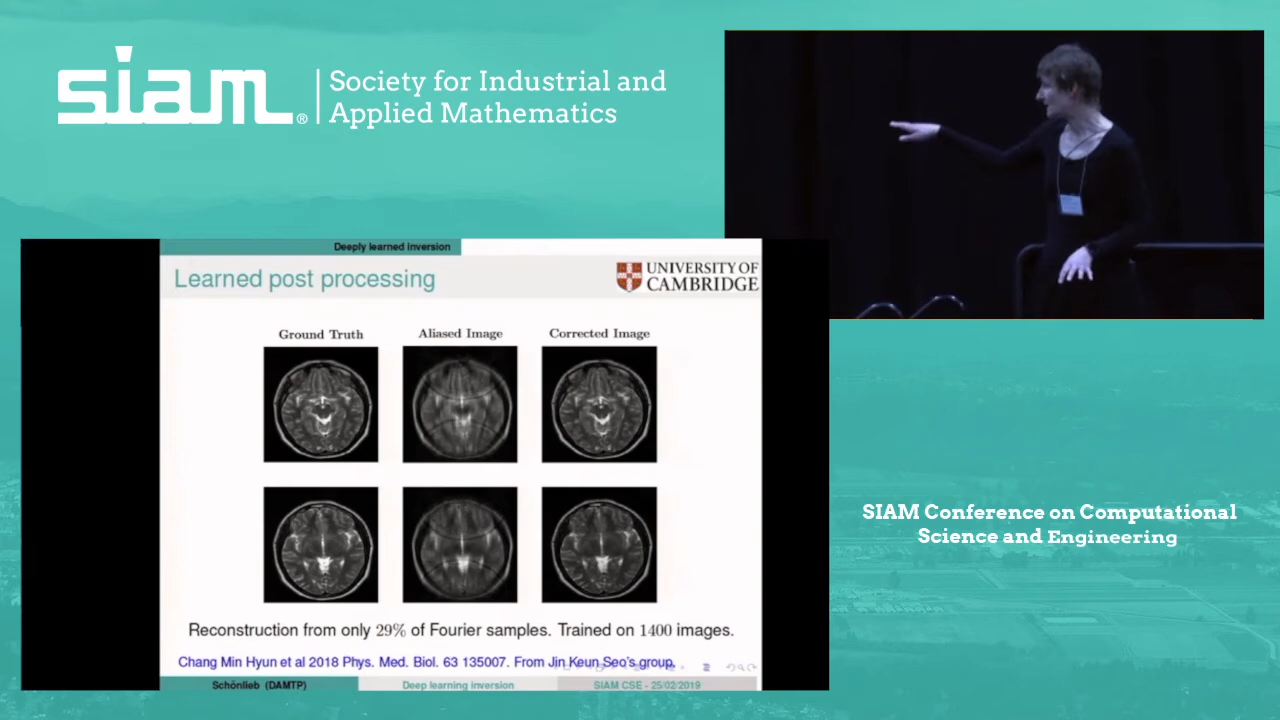 siam®
Society for Industrial and
Applied Mathematics
Deeply learned inversion
Learned post processing
UNIVERSITY OF
CAMBRIDGE
Ground Truth Aliased Image Corrected Image
Reconstruction from only 29% of Fourier samples. Trained on 1400 images.
Chang Min Hyun et al 2018 Phys. Med. Biol. 63 135007. From Jin Keun Seo's group.
Schönlieb (DAMTP) Deep learning inversion SIAM CSE - 25/02/2019
SIAM Conference on Computational
Science and Engineering